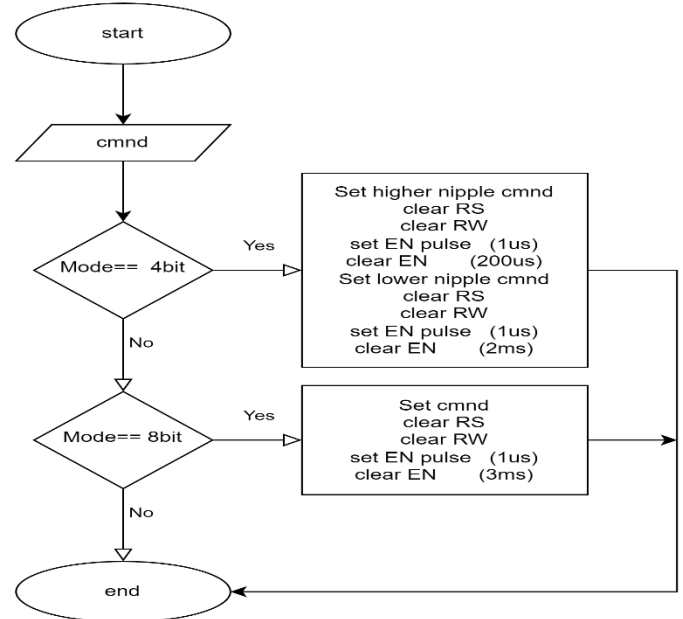 start
cmnd
Mode== 4bit
Yes
Set higher nipple cmnd
clear RS
clear RW
set EN pulse (1us)
clear EN (200us)
Set lower nipple cmnd
clear RS
clear RW
set EN pulse (1us)
clear EN (2ms)
No
Mode== 8bit
Yes
Set cmnd
clear RS
clear RW
set EN pulse (1us)
clear EN (3ms)
No
end